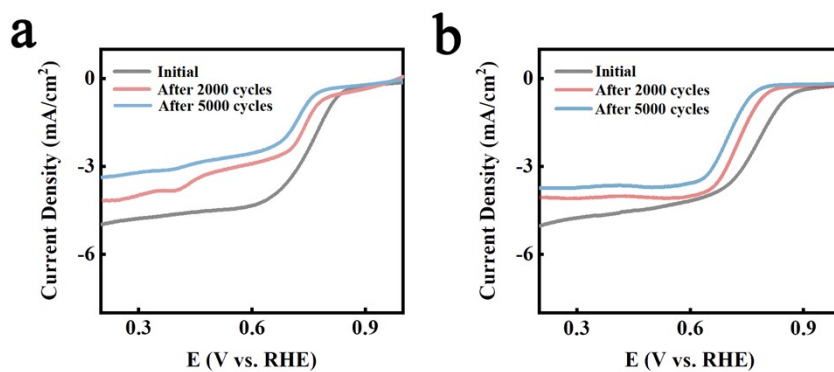 a
Initial
After 2000 cycles
After 5000 cycles
0
-3
-6
Current Density (mA/cm²)
0.3
0.6
0.9
E (V vs. RHE)
b
Initial
After 2000 cycles
After 5000 cycles
0
-3
-6
Current Density (mA/cm²)
0.3
0.6
0.9
E (V vs. RHE)